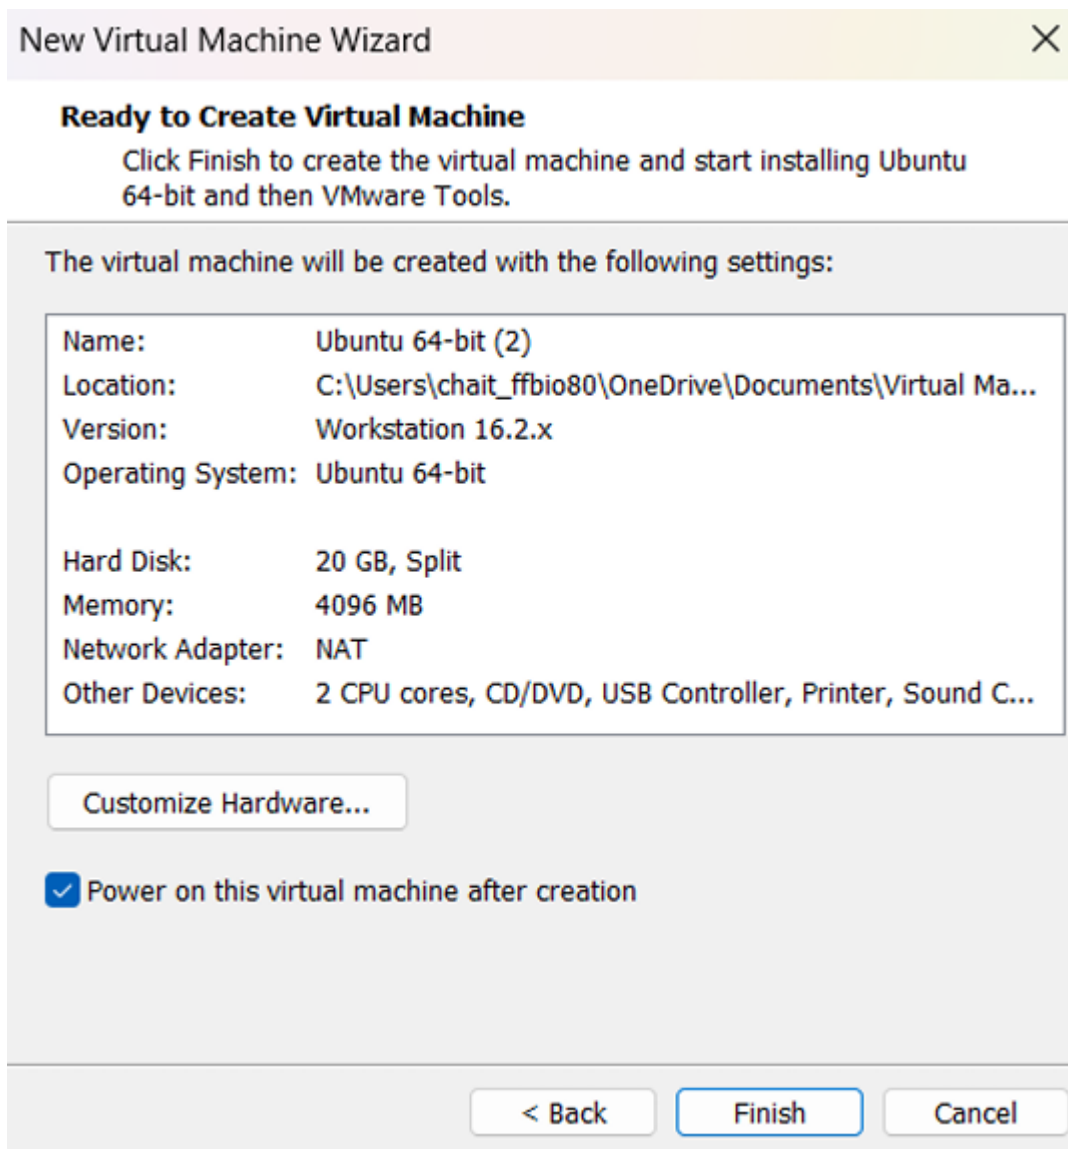 New Virtual Machine Wizard
Ready to Create Virtual Machine
Click Finish to create the virtual machine and start installing Ubuntu
64-bit and then VMware Tools.
The virtual machine will be created with the following settings:
Name: Ubuntu 64-bit (2)
Location: C:\Users\chait_ffbio80\OneDrive\Documents\Virtual Ma...
Version: Workstation 16.2.x
Operating System: Ubuntu 64-bit
Hard Disk: 20 GB, Split
Memory: 4096 MB
Network Adapter: NAT
Other Devices: 2 CPU cores, CD/DVD, USB Controller, Printer, Sound C...
Customize Hardware...
Power on this virtual machine after creation
< Back Finish Cancel